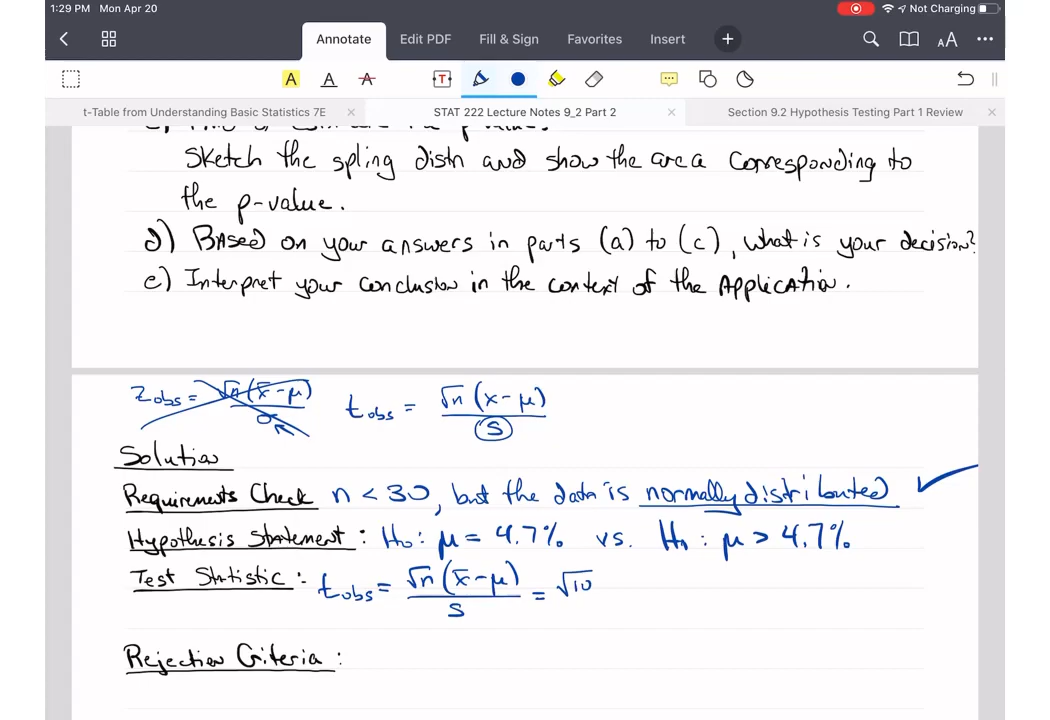 1:29 PM Mon Apr 20
Not Charging
Annotate Edit PDF Fill & Sign Favorites Insert +
AA
A A A T
t-Table from Understanding Basic Statistics 7E × STAT 222 Lecture Notes 9_2 Part 2 × Section 9.2 Hypothesis Testing Part 1 Review ×
the p-value.
Sketch the spling distn and show the area corresponding to
the p-value.
d) Based on your answers in parts (a) to (c), what is your decision?
e) Interpret your conclusion in the context of the Application.
Zobs = √n (x̄ - μ) / σ tobs = √n (x - μ) / s
Solution
Requirements Check n < 30, but the data is normally distributed ✓
Hypothesis Statement: H0: μ = 4.7% vs. HA: μ > 4.7%
Test Statistic: tobs = √n (x̄ - μ) / s = √10
Rejection Criteria: